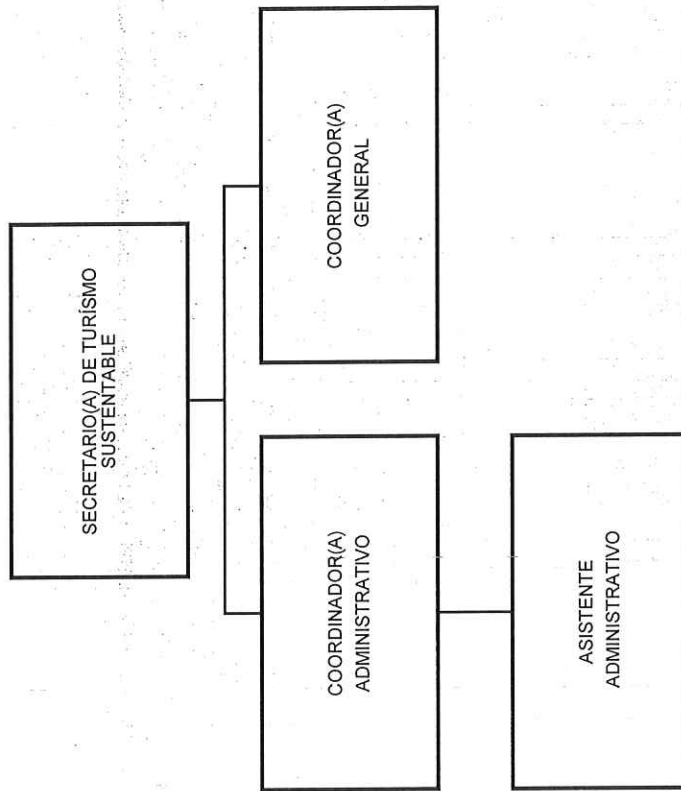 SECRETARIO(A) DE TURÍSMO
SUSTENTABLE
COORDINADOR(A)
ADMINISTRATIVO
COORDINADOR(A)
GENERAL
ASISTENTE
ADMINISTRATIVO